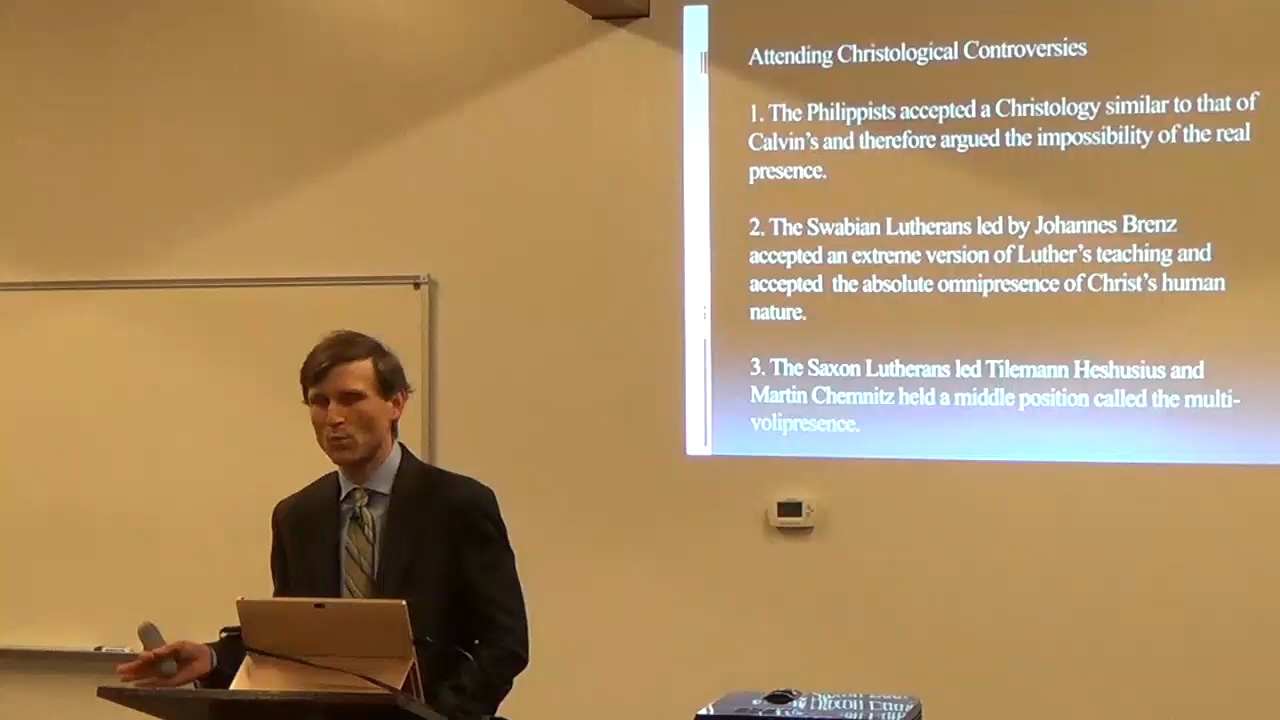 Attending Christological Controversies
1. The Philippists accepted a Christology similar to that of
Calvin's and therefore argued the impossibility of the real
presence.
2. The Swabian Lutherans led by Johannes Brenz
accepted an extreme version of Luther's teaching and
accepted the absolute omnipresence of Christ's human
nature.
3. The Saxon Lutherans led Tilemann Heshusius and
Martin Chemnitz held a middle position called the multi-
volipresence.